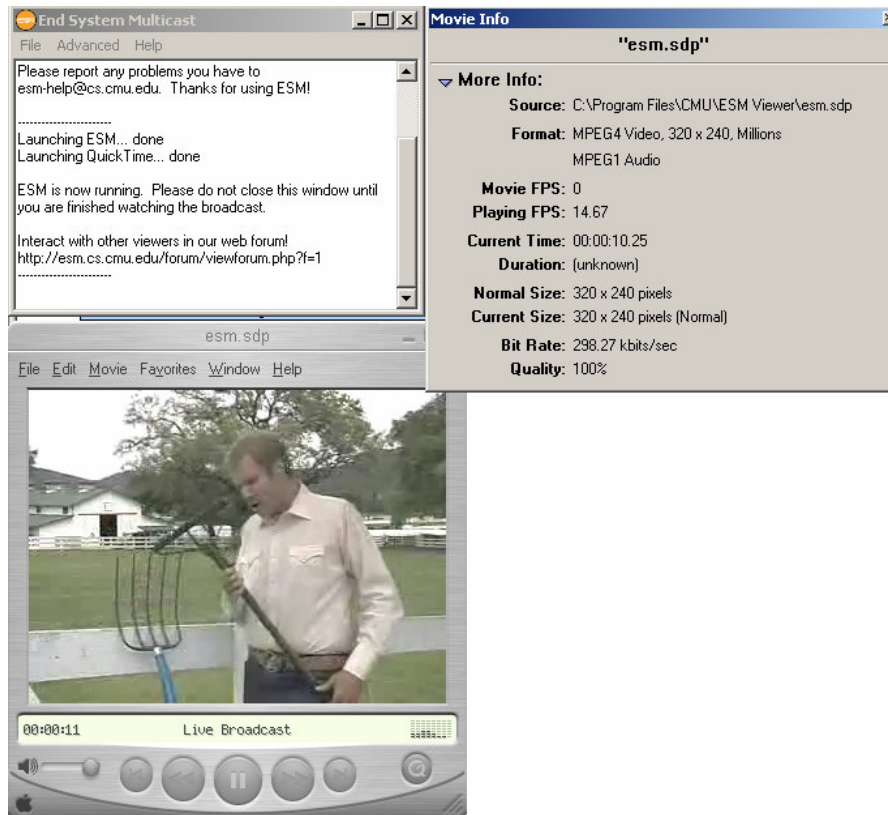 End System Multicast
File Advanced Help
Please report any problems you have to
esm-help@cs.cmu.edu. Thanks for using ESM!
------------------------
Launching ESM... done
Launching QuickTime... done
ESM is now running. Please do not close this window until
you are finished watching the broadcast.
Interact with other viewers in our web forum!
http://esm.cs.cmu.edu/forum/viewforum.php?f=1
------------------------
Movie Info
"esm.sdp"
More Info:
Source: C:\Program Files\CMU\ESM Viewer\esm.sdp
Format: MPEG4 Video, 320 x 240, Millions
MPEG1 Audio
Movie FPS: 0
Playing FPS: 14.67
Current Time: 00:00:10.25
Duration: (unknown)
Normal Size: 320 x 240 pixels
Current Size: 320 x 240 pixels (Normal)
Bit Rate: 298.27 kbits/sec
Quality: 100%
esm.sdp
File Edit Movie Favorites Window Help
00:00:11 Live Broadcast